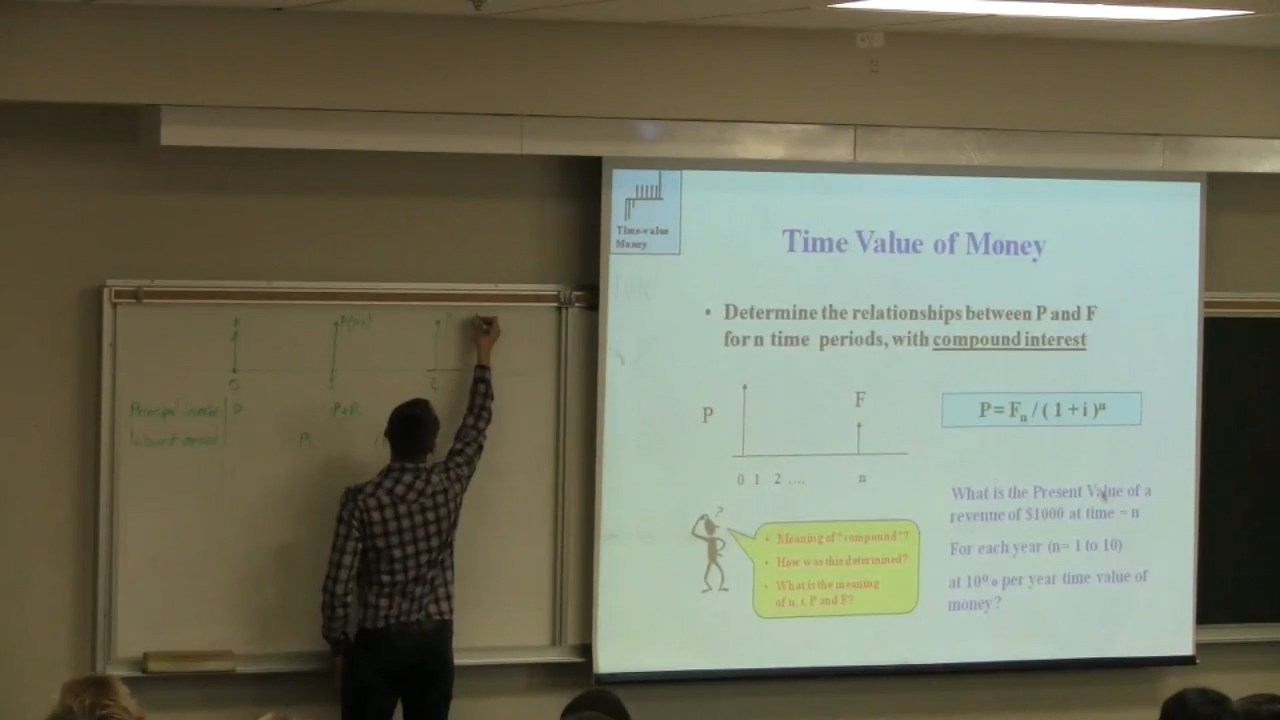 Time-value
Money
Time Value of Money
• Determine the relationships between P and F
for n time periods, with compound interest
P
F
0 1 2 ....
n
P = Fn / ( 1 + i )ⁿ
?
• Meaning of "compound"?
• How was this determined?
• What is the meaning
of n, i, P and F?
What is the Present Value of a
revenue of $1000 at time = n
For each year (n= 1 to 10)
at 10% per year time value of
money?
P
0
2
Principal
P
Interest